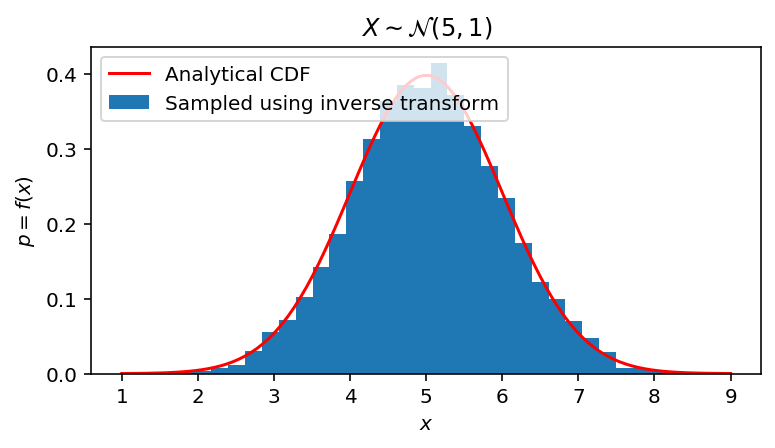 X ∼ 𝒩(5, 1)
Analytical CDF
Sampled using inverse transform
p = f(x)
0.4
0.3
0.2
0.1
0.0
1 2 3 4 5 6 7 8 9
x